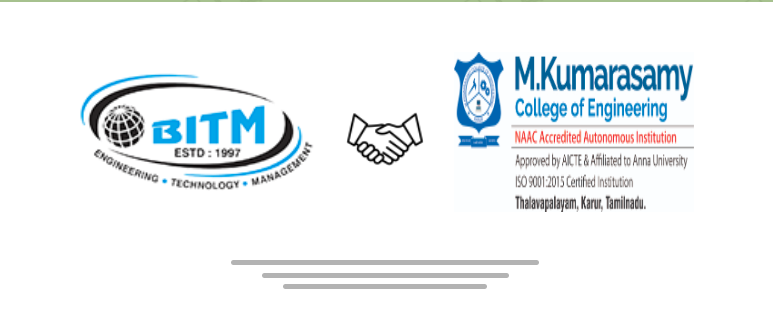 BITM
ESTD : 1997
ENGINEERING • TECHNOLOGY • MANAGEMENT
M.Kumarasamy
College of Engineering
NAAC Accredited Autonomous Institution
Approved by AICTE & Affiliated to Anna University
ISO 9001:2015 Certified Institution
Thalavapalayam, Karur, Tamilnadu.